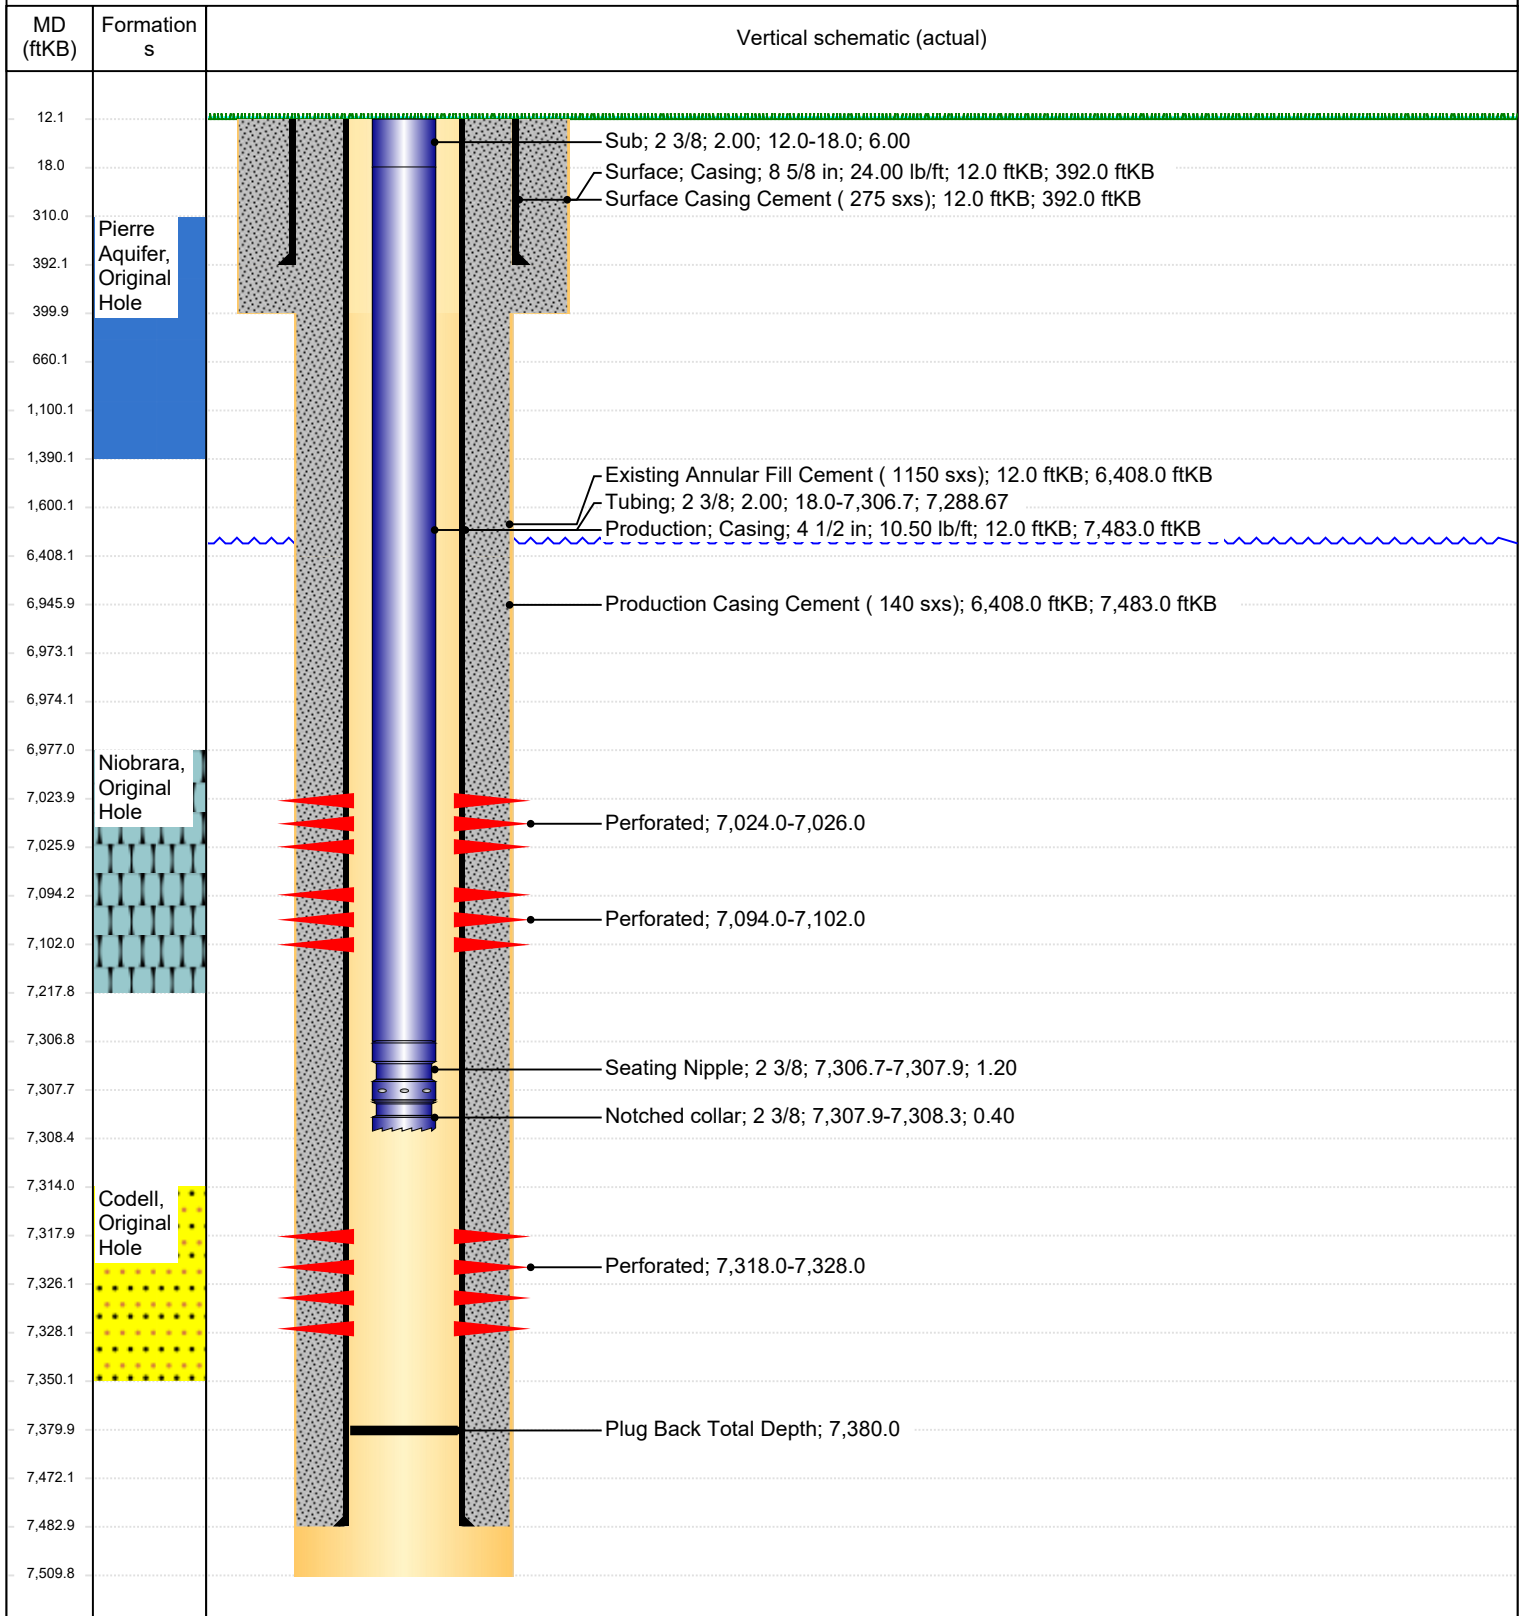 MD
(ftKB)
Formation
s
Vertical schematic (actual)
12.1
Sub; 2 3/8; 2.00; 12.0-18.0; 6.00
18.0
Surface; Casing; 8 5/8 in; 24.00 lb/ft; 12.0 ftKB; 392.0 ftKB
Surface Casing Cement ( 275 sxs); 12.0 ftKB; 392.0 ftKB
310.0
Pierre
Aquifer,
Original
Hole
392.1
399.9
660.1
1,100.1
1,390.1
Existing Annular Fill Cement ( 1150 sxs); 12.0 ftKB; 6,408.0 ftKB
1,600.1
Tubing; 2 3/8; 2.00; 18.0-7,306.7; 7,288.67
Production; Casing; 4 1/2 in; 10.50 lb/ft; 12.0 ftKB; 7,483.0 ftKB
6,408.1
6,945.9
Production Casing Cement ( 140 sxs); 6,408.0 ftKB; 7,483.0 ftKB
6,973.1
6,974.1
6,977.0
Niobrara,
Original
Hole
7,023.9
Perforated; 7,024.0-7,026.0
7,025.9
7,094.2
Perforated; 7,094.0-7,102.0
7,102.0
7,217.8
7,306.8
Seating Nipple; 2 3/8; 7,306.7-7,307.9; 1.20
7,307.7
Notched collar; 2 3/8; 7,307.9-7,308.3; 0.40
7,308.4
7,314.0
Codell,
Original
Hole
7,317.9
Perforated; 7,318.0-7,328.0
7,326.1
7,328.1
7,350.1
7,379.9
Plug Back Total Depth; 7,380.0
7,472.1
7,482.9
7,509.8